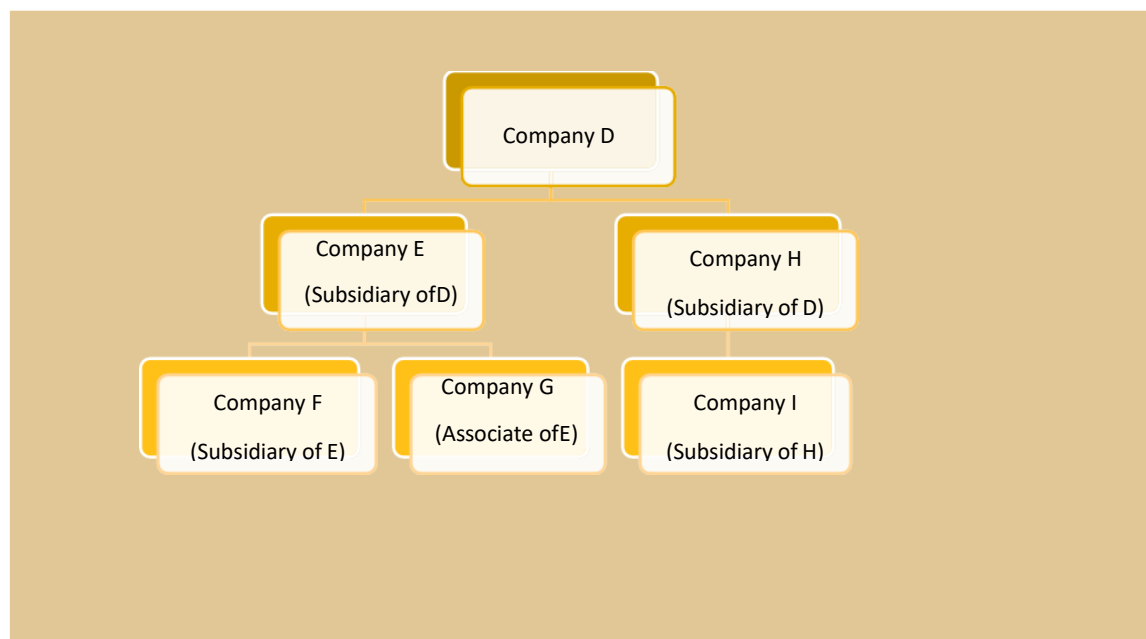 Company D
Company E
(Subsidiary ofD)
Company H
(Subsidiary of D)
Company F
(Subsidiary of E)
Company G
(Associate ofE)
Company I
(Subsidiary of H)